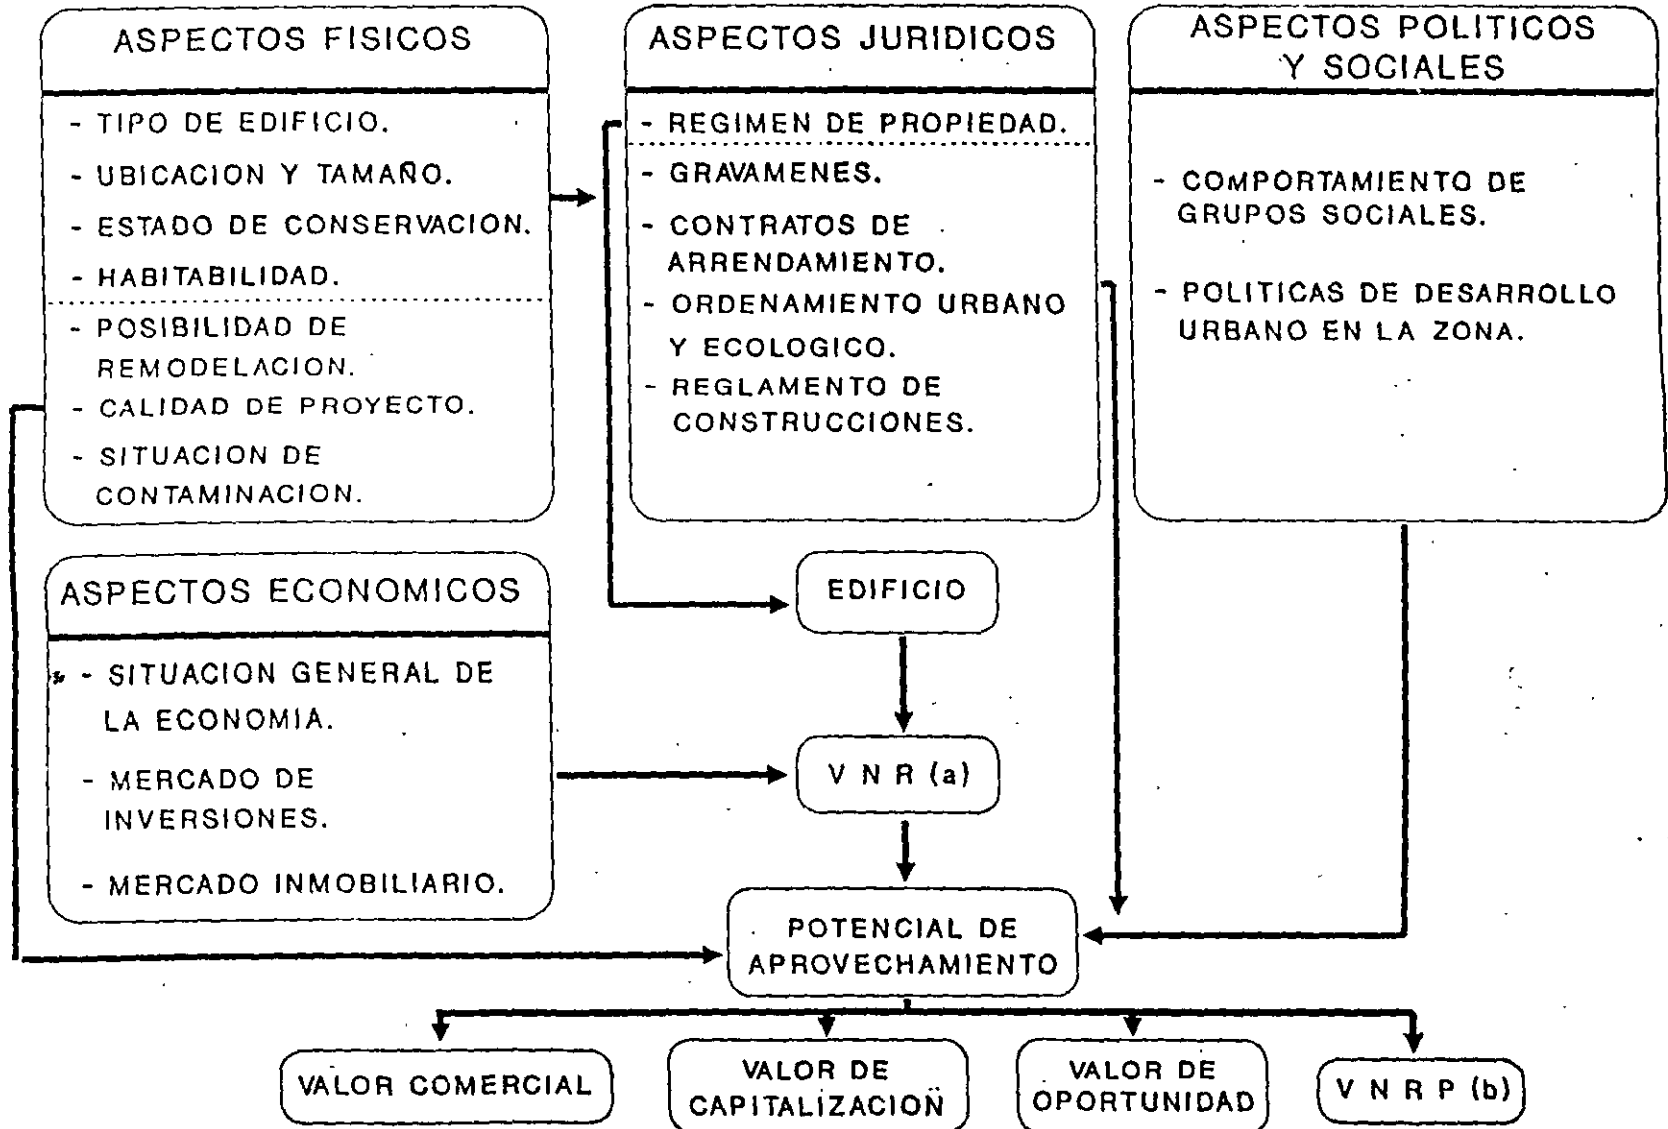 ASPECTOS FISICOS
- TIPO DE EDIFICIO.
- UBICACION Y TAMAÑO.
- ESTADO DE CONSERVACION.
- HABITABILIDAD.
- POSIBILIDAD DE
REMODELACION.
- CALIDAD DE PROYECTO.
- SITUACION DE
CONTAMINACION.
ASPECTOS JURIDICOS
- REGIMEN DE PROPIEDAD.
- GRAVAMENES.
- CONTRATOS DE
ARRENDAMIENTO.
- ORDENAMIENTO URBANO
Y ECOLOGICO.
- REGLAMENTO DE
CONSTRUCCIONES.
ASPECTOS POLITICOS
Y SOCIALES
- COMPORTAMIENTO DE
GRUPOS SOCIALES.
- POLITICAS DE DESARROLLO
URBANO EN LA ZONA.
ASPECTOS ECONOMICOS
- SITUACION GENERAL DE
LA ECONOMIA.
- MERCADO DE
INVERSIONES.
- MERCADO INMOBILIARIO.
EDIFICIO
V N R (a)
POTENCIAL DE
APROVECHAMIENTO
VALOR COMERCIAL
VALOR DE
CAPITALIZACION
VALOR DE
OPORTUNIDAD
V N R P (b)